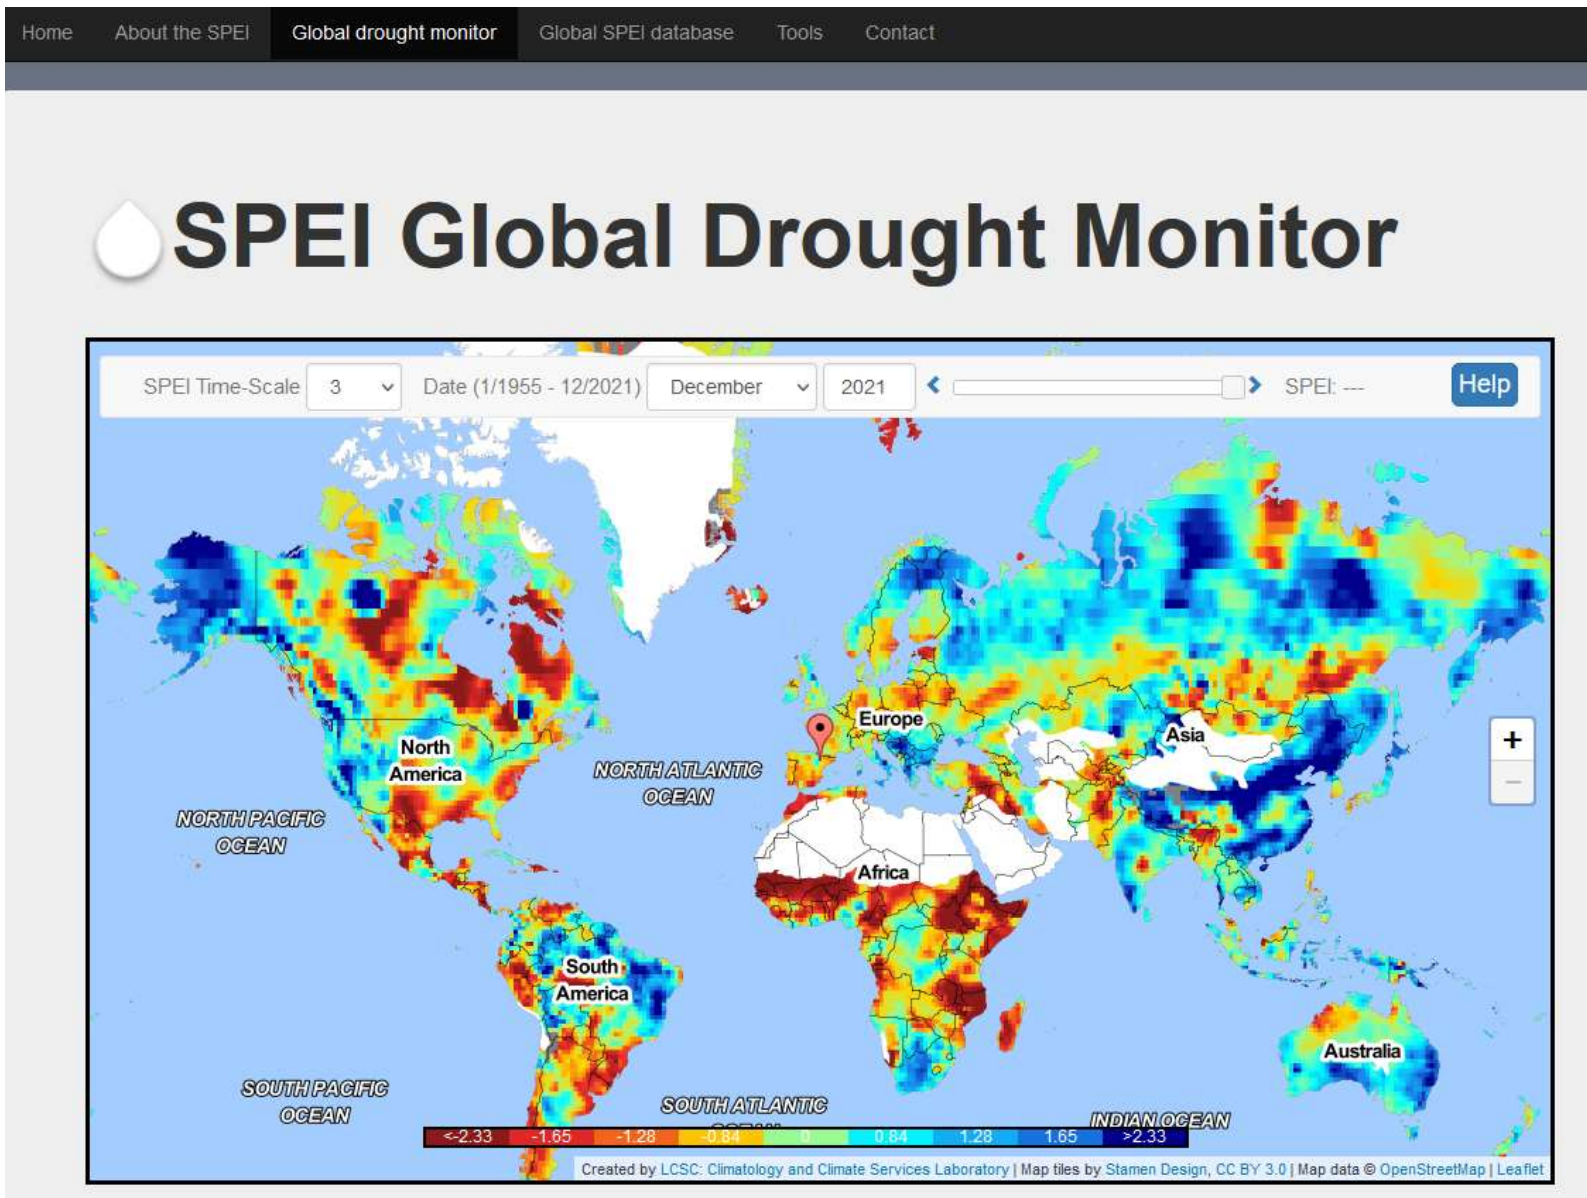 Home About the SPEI Global drought monitor Global SPEI database Tools Contact
SPEI Global Drought Monitor
SPEI Time-Scale 3 Date (1/1955 - 12/2021) December 2021 SPEI: --- Help
Europe
Asia
North
America
NORTH ATLANTIC
OCEAN
+
−
NORTH PACIFIC
OCEAN
Africa
South
America
Australia
SOUTH PACIFIC
OCEAN
SOUTH ATLANTIC
INDIAN OCEAN
<-2.33 -1.65 -1.28 -0.84 0 0.84 1.28 1.65 >2.33
Created by LCSC: Climatology and Climate Services Laboratory | Map tiles by Stamen Design, CC BY 3.0 | Map data © OpenStreetMap | Leaflet